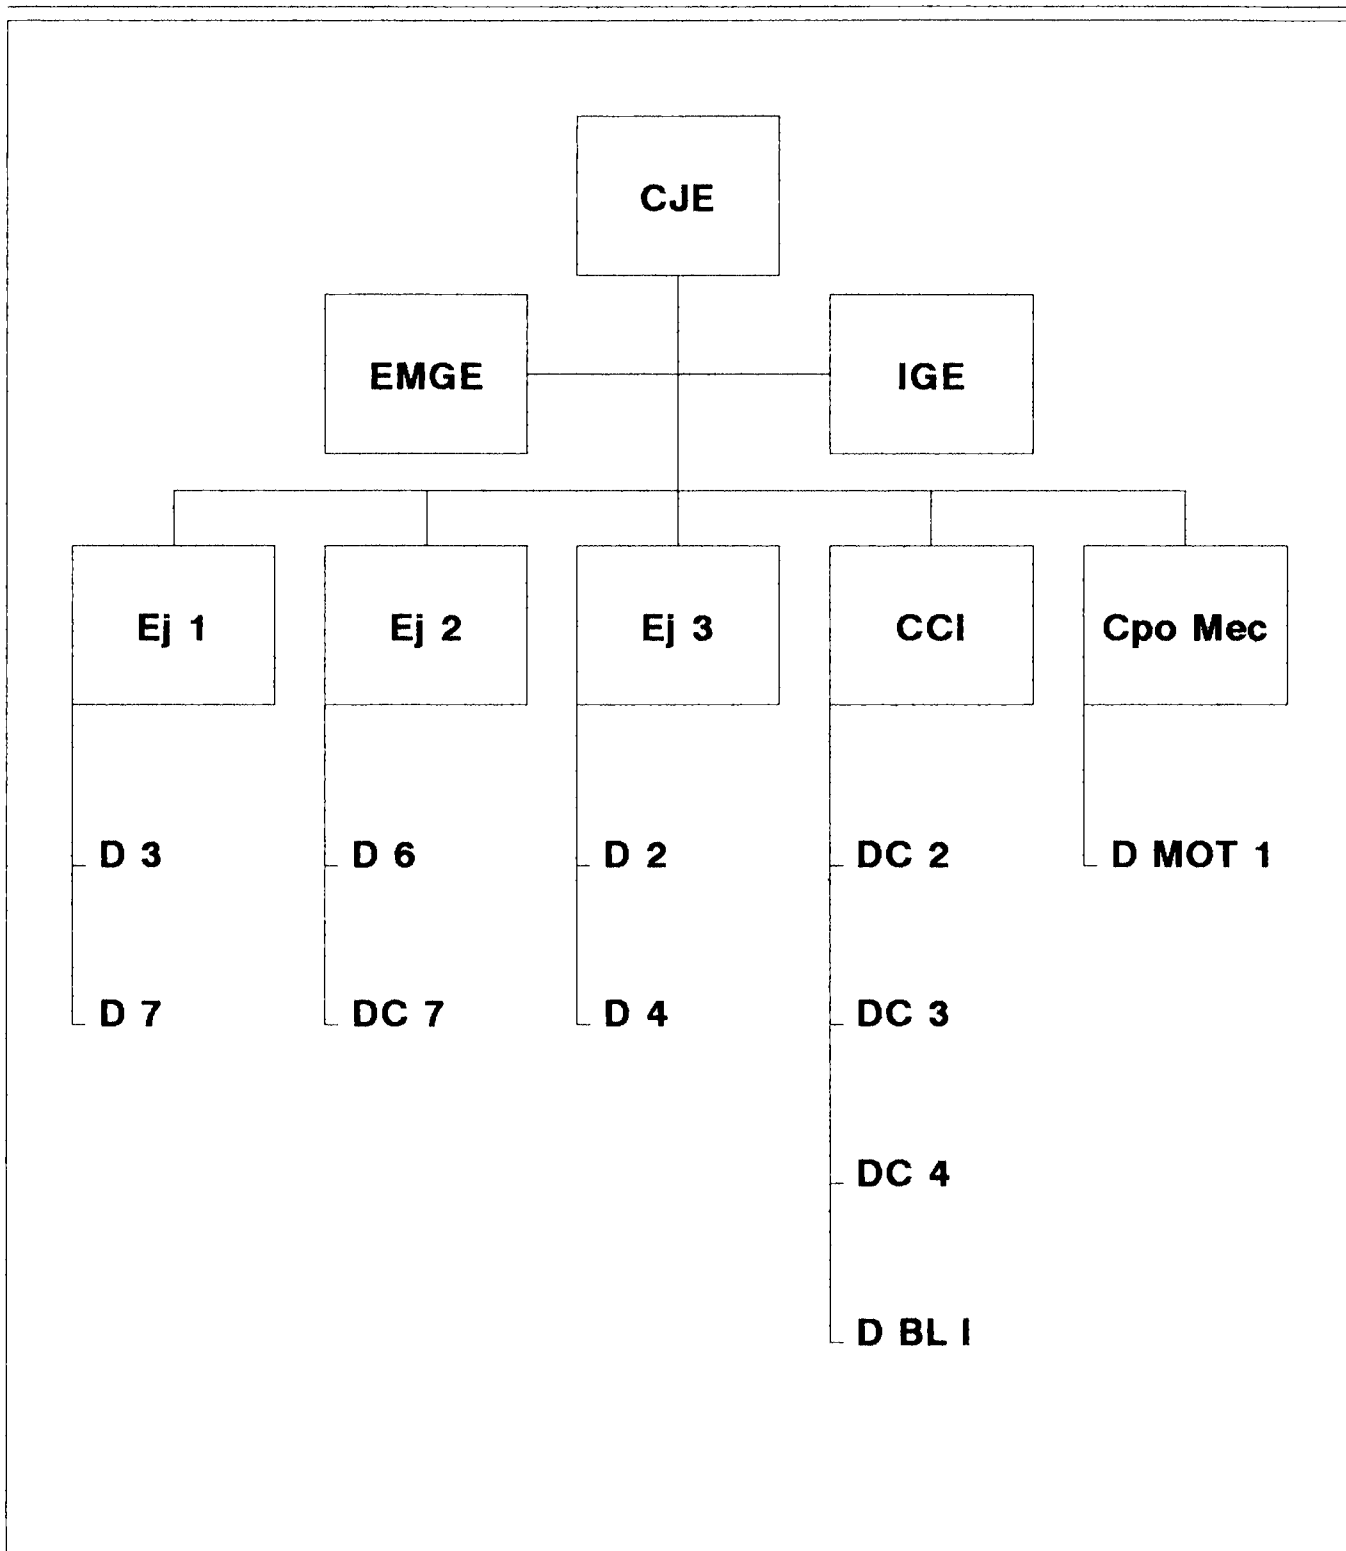 CJE
EMGE
IGE
Ej 1
Ej 2
Ej 3
CCI
Cpo Mec
D 3
D 6
D 2
DC 2
D MOT 1
D 7
DC 7
D 4
DC 3
DC 4
D BL I